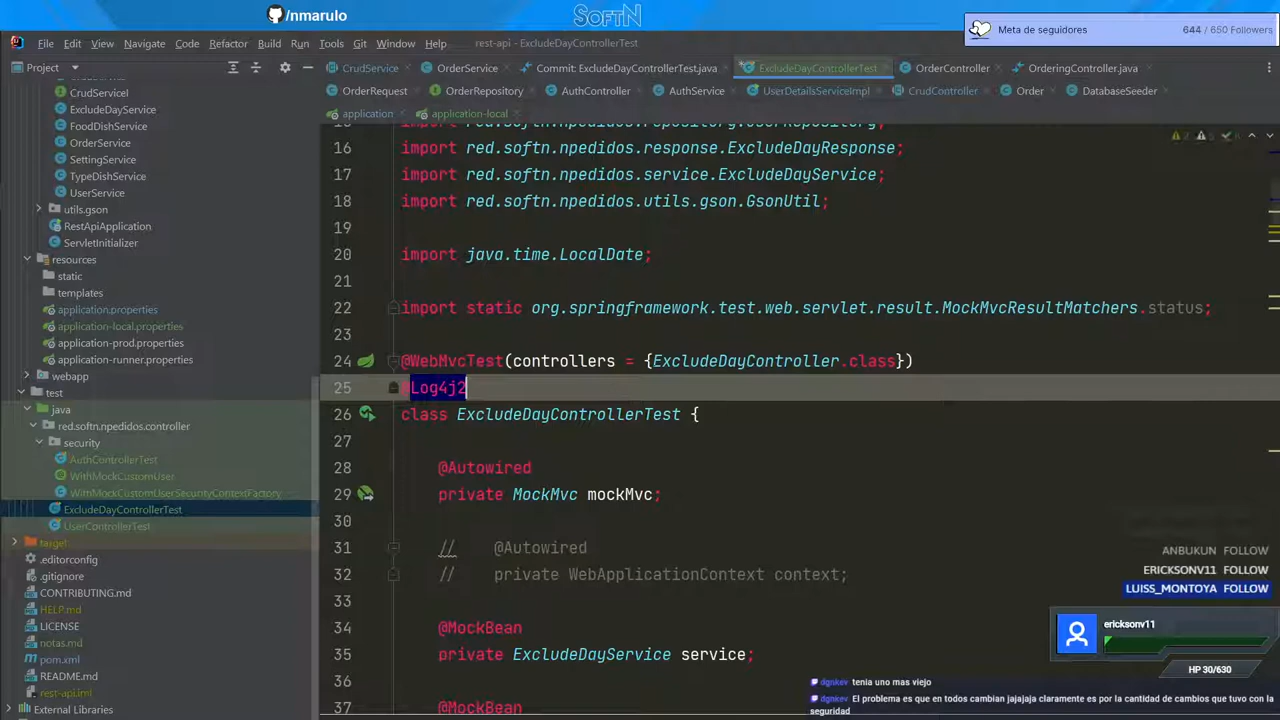 /nmarulo
SOFTN
Meta de seguidores 644 / 650 Followers
File Edit View Navigate Code Refactor Build Run Tools Git Window Help rest-api - ExcludeDayControllerTest
Project
CrudService OrderService Commit: ExcludeDayControllerTest.java ExcludeDayControllerTest OrderController OrderingController.java
OrderRequest OrderRepository AuthController AuthService UserDetailsServiceImpl CrudController Order DatabaseSeeder
application application-local
CrudServiceI
ExcludeDayService
FoodDishService
OrderService
SettingService
TypeDishService
UserService
utils.gson
RestApiApplication
ServletInitializer
resources
static
templates
application.properties
application-local.properties
application-prod.properties
application-runner.properties
webapp
test
java
red.softn.npedidos.controller
security
AuthControllerTest
WithMockCustomUser
WithMockCustomUserSecurityContextFactory
ExcludeDayControllerTest
UserControllerTest
target
.editorconfig
.gitignore
CONTRIBUTING.md
HELP.md
LICENSE
notas.md
pom.xml
README.md
rest-api.iml
External Libraries
15 import red.softn.npedidos.repository.UserRepository;
16 import red.softn.npedidos.response.ExcludeDayResponse;
17 import red.softn.npedidos.service.ExcludeDayService;
18 import red.softn.npedidos.utils.gson.GsonUtil;
19
20 import java.time.LocalDate;
21
22 import static org.springframework.test.web.servlet.result.MockMvcResultMatchers.status;
23
24 @WebMvcTest(controllers = {ExcludeDayController.class})
25 @Log4j2
26 class ExcludeDayControllerTest {
27
28 @Autowired
29 private MockMvc mockMvc;
30
31 // @Autowired
32 // private WebApplicationContext context;
33
34 @MockBean
35 private ExcludeDayService service;
36
37 @MockBean
ANBUKUN FOLLOW
ERICKSONV11 FOLLOW
LUISS_MONTOYA FOLLOW
ericksonv11
HP 30/630
dgnkev tenia uno mas viejo
dgnkev El problema es que en todos cambian jajajaja claramente es por la cantidad de cambios que tuvo con la
seguridad